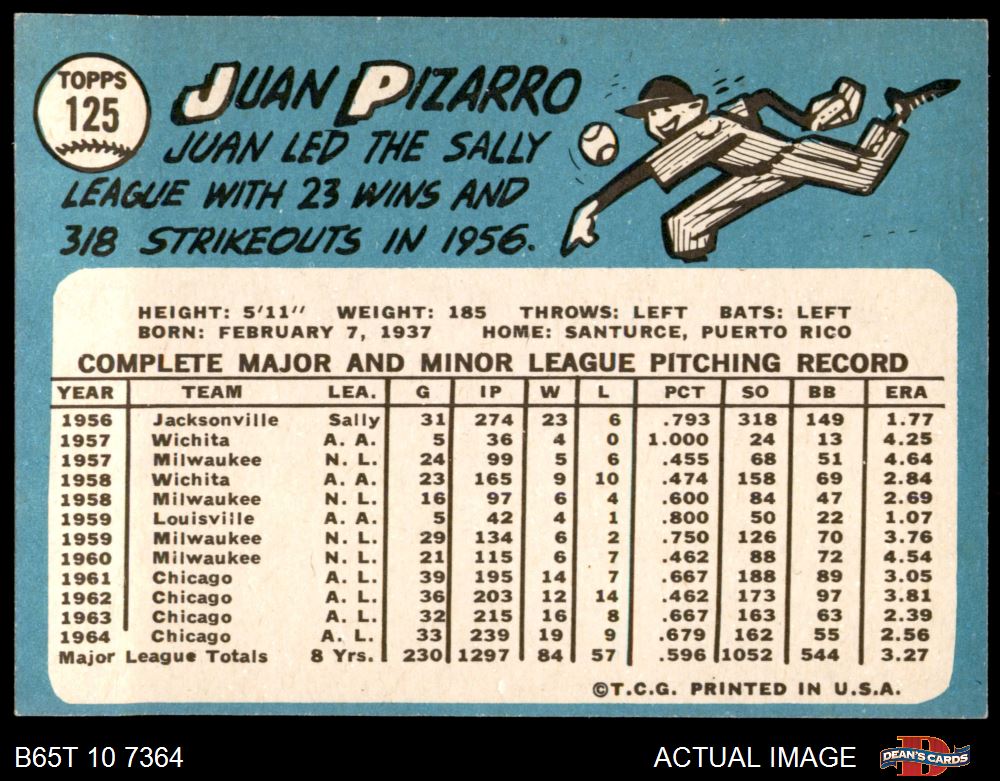 TOPPS
125
JUAN PIZARRO
JUAN LED THE SALLY
LEAGUE WITH 23 WINS AND
318 STRIKEOUTS IN 1956.
HEIGHT: 5'11" WEIGHT: 185 THROWS: LEFT BATS: LEFT
BORN: FEBRUARY 7, 1937 HOME: SANTURCE, PUERTO RICO
COMPLETE MAJOR AND MINOR LEAGUE PITCHING RECORD
YEAR TEAM LEA. G IP W L PCT SO BB ERA
1956 Jacksonville Sally 31 274 23 6 .793 318 149 1.77
1957 Wichita A. A. 5 36 4 0 1.000 24 13 4.25
1957 Milwaukee N. L. 24 99 5 6 .455 68 51 4.64
1958 Wichita A. A. 23 165 9 10 .474 158 69 2.84
1958 Milwaukee N. L. 16 97 6 4 .600 84 47 2.69
1959 Louisville A. A. 5 42 4 1 .800 50 22 1.07
1959 Milwaukee N. L. 29 134 6 2 .750 126 70 3.76
1960 Milwaukee N. L. 21 115 6 7 .462 88 72 4.54
1961 Chicago A. L. 39 195 14 7 .667 188 89 3.05
1962 Chicago A. L. 36 203 12 14 .462 173 97 3.81
1963 Chicago A. L. 32 215 16 8 .667 163 63 2.39
1964 Chicago A. L. 33 239 19 9 .679 162 55 2.56
Major League Totals 8 Yrs. 230 1297 84 57 .596 1052 544 3.27
©T.C.G. PRINTED IN U.S.A.
B65T 10 7364 ACTUAL IMAGE DEAN'S CARDS